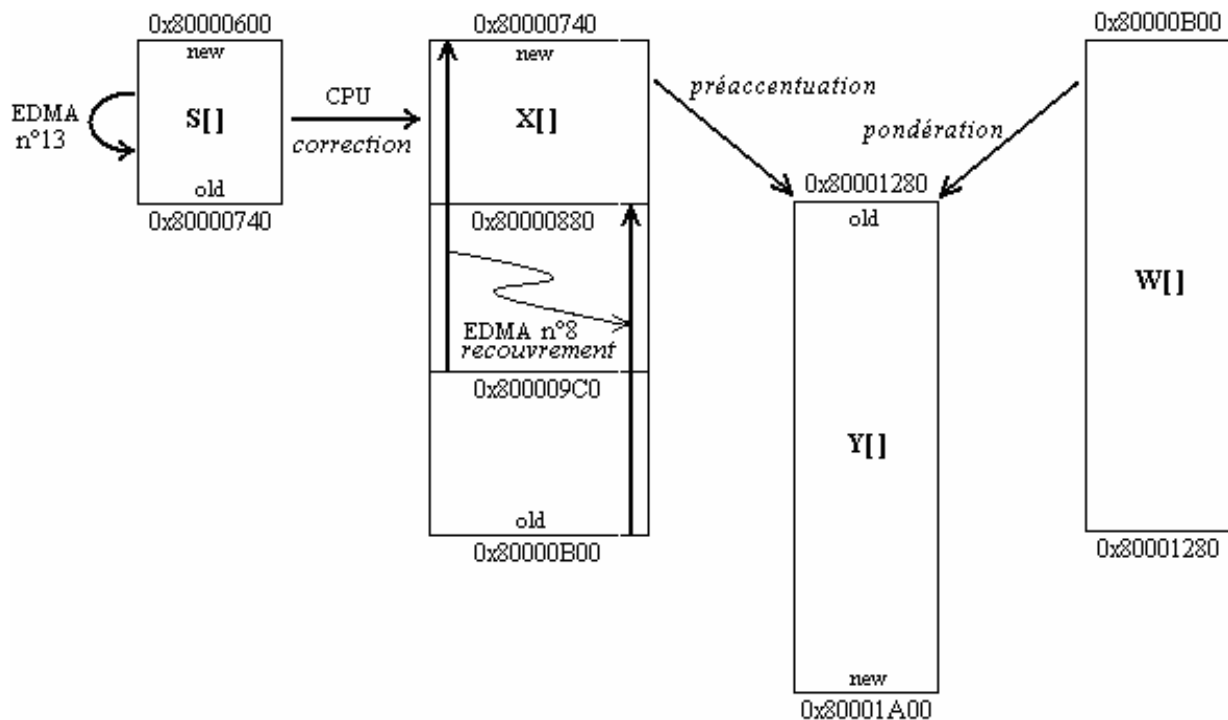 0x80000600
new
EDMA
n°13
S[]
old
0x80000740
CPU
correction
0x80000740
new
X[]
0x80000880
EDMA n°8
recouvrement
0x800009C0
old
0x80000B00
préaccentuation
pondération
0x80001280
old
Y[]
new
0x80001A00
0x80000B00
W[]
0x80001280